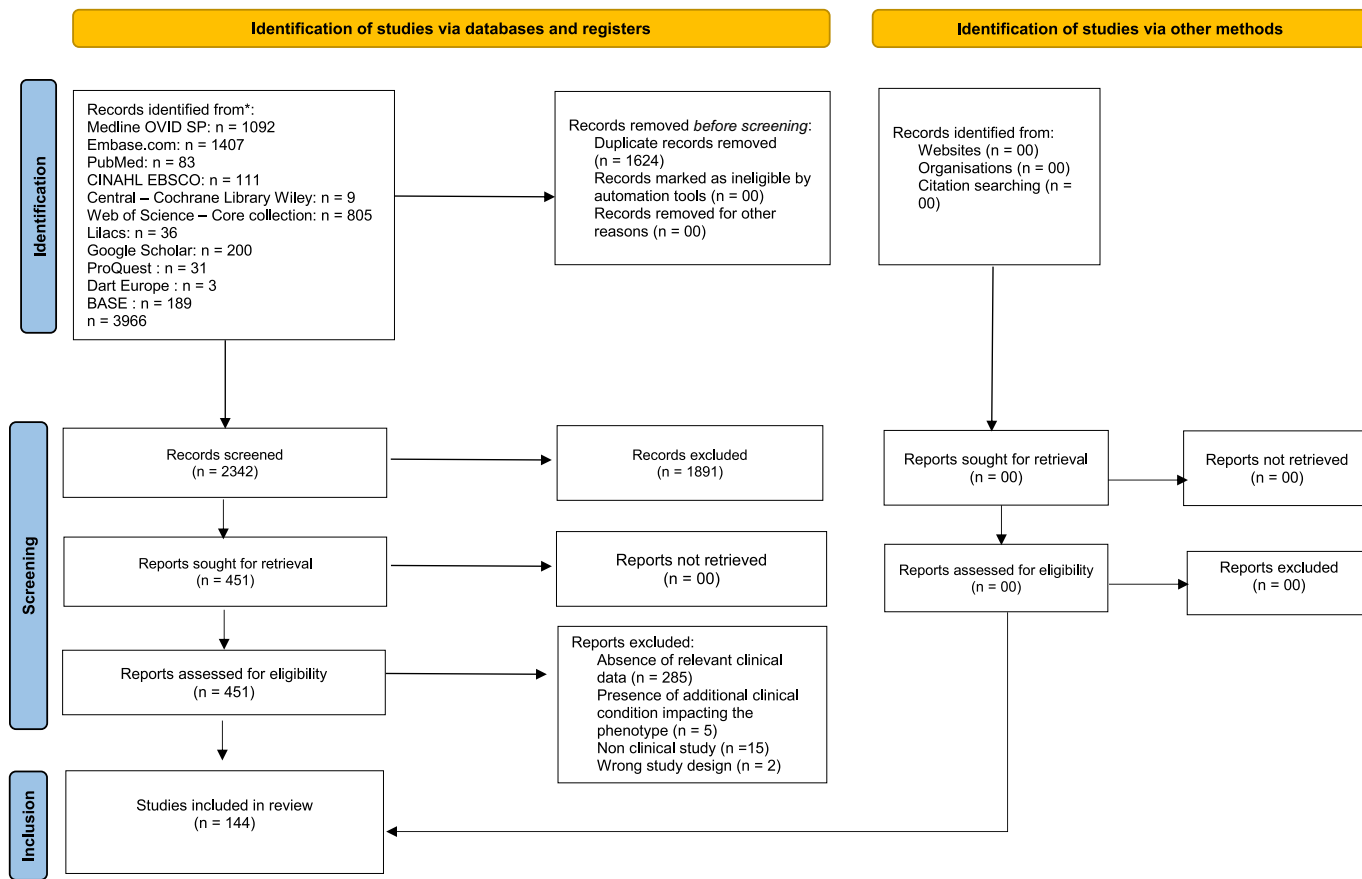 Identification of studies via databases and registers
Identification of studies via other methods
Identification
Records identified from*:
Medline OVID SP: n = 1092
Embase.com: n = 1407
PubMed: n = 83
CINAHL EBSCO: n = 111
Central – Cochrane Library Wiley: n = 9
Web of Science – Core collection: n = 805
Lilacs: n = 36
Google Scholar: n = 200
ProQuest : n = 31
Dart Europe : n = 3
BASE : n = 189
n = 3966
Records removed before screening:
Duplicate records removed
(n = 1624)
Records marked as ineligible by
automation tools (n = 00)
Records removed for other
reasons (n = 00)
Records identified from:
Websites (n = 00)
Organisations (n = 00)
Citation searching (n =
00)
Screening
Records screened
(n = 2342)
Records excluded
(n = 1891)
Reports sought for retrieval
(n = 00)
Reports not retrieved
(n = 00)
Reports sought for retrieval
(n = 451)
Reports not retrieved
(n = 00)
Reports assessed for eligibility
(n = 00)
Reports excluded
(n = 00)
Reports assessed for eligibility
(n = 451)
Reports excluded:
Absence of relevant clinical
data (n = 285)
Presence of additional clinical
condition impacting the
phenotype (n = 5)
Non clinical study (n =15)
Wrong study design (n = 2)
Inclusion
Studies included in review
(n = 144)